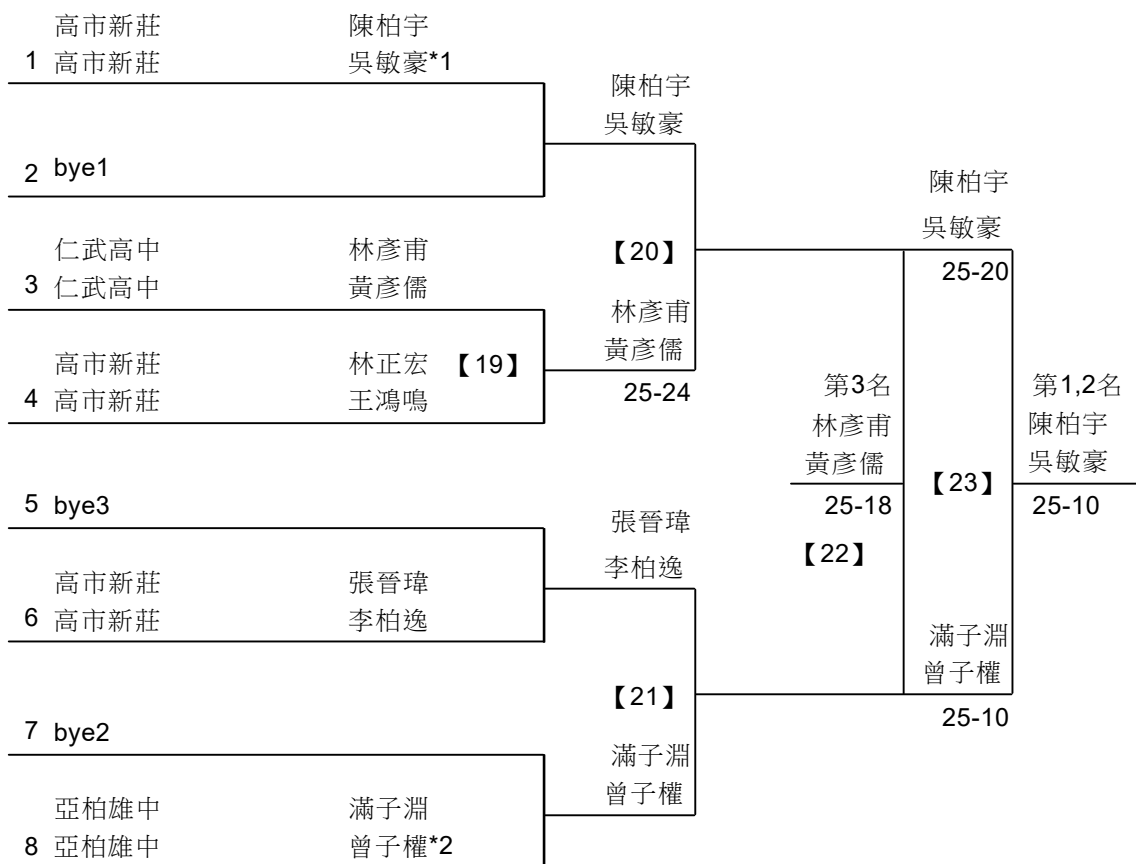 高市新莊 陳柏宇
1 高市新莊 吳敏豪*1
陳柏宇
吳敏豪
2 bye1
陳柏宇
吳敏豪
25-20
仁武高中 林彥甫
3 仁武高中 黃彥儒
【20】
林彥甫
黃彥儒
25-24
高市新莊 林正宏 【19】
4 高市新莊 王鴻鳴
第3名
林彥甫
黃彥儒
25-18
【22】
【23】
第1,2名
陳柏宇
吳敏豪
25-10
5 bye3
張晉瑋
李柏逸
高市新莊 張晉瑋
6 高市新莊 李柏逸
滿子淵
曾子權
25-10
【21】
7 bye2
滿子淵
曾子權
亞柏雄中 滿子淵
8 亞柏雄中 曾子權*2